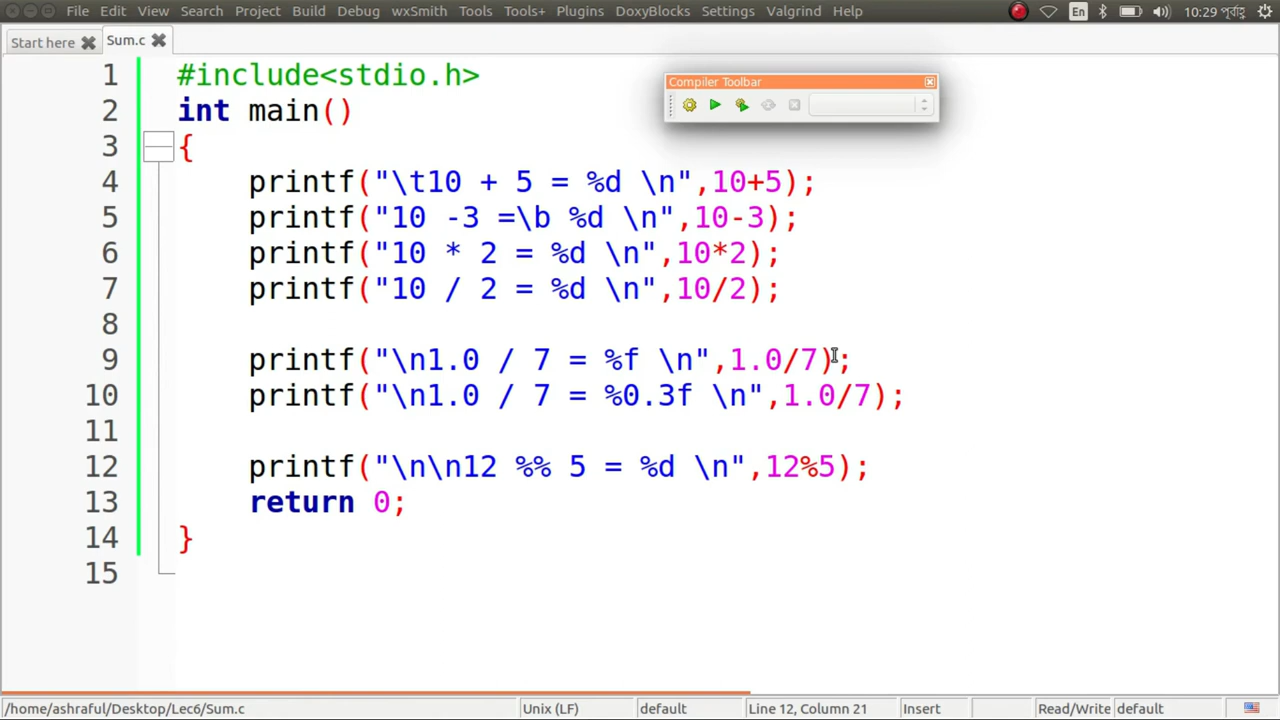 File Edit View Search Project Build Debug Fortran wxSmith Tools Tools+ Plugins DoxyBlocks Settings Valgrind Help En 10:29 পূর্বাহ্ণ
Start here Sum.c
Compiler Toolbar
1 #include<stdio.h>
2 int main()
3 {
4 printf("\t10 + 5 = %d \n",10+5);
5 printf("10 -3 =\b %d \n",10-3);
6 printf("10 * 2 = %d \n",10*2);
7 printf("10 / 2 = %d \n",10/2);
8
9 printf("\n1.0 / 7 = %f \n",1.0/7);
10 printf("\n1.0 / 7 = %0.3f \n",1.0/7);
11
12 printf("\n\n12 %% 5 = %d \n",12%5);
13 return 0;
14 }
15
/home/ashraful/Desktop/Lec6/Sum.c Unix (LF) default Line 12, Column 21 Insert Read/Write default